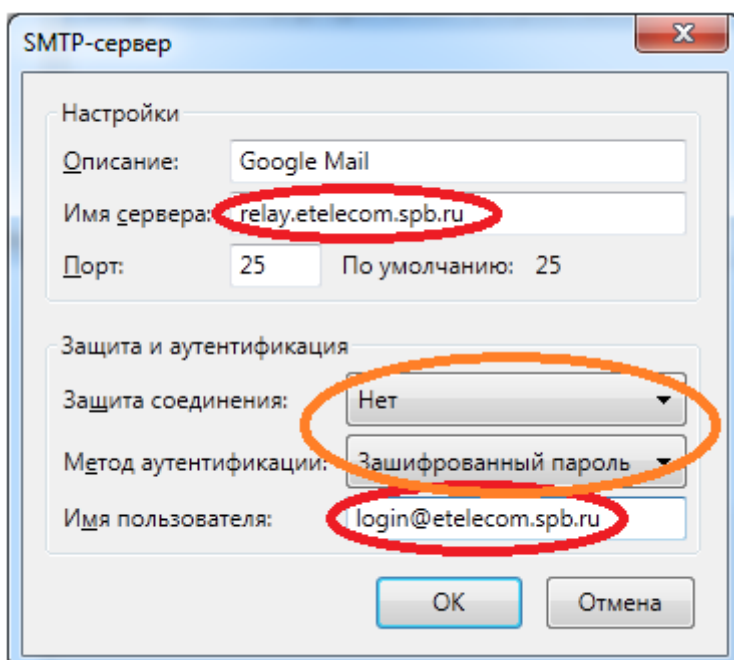 SMTP-сервер
Настройки
Описание: Google Mail
Имя сервера: relay.etelecom.spb.ru
Порт: 25 По умолчанию: 25
Защита и аутентификация
Защита соединения: Нет
Метод аутентификации: Зашифрованный пароль
Имя пользователя: login@etelecom.spb.ru
OK Отмена